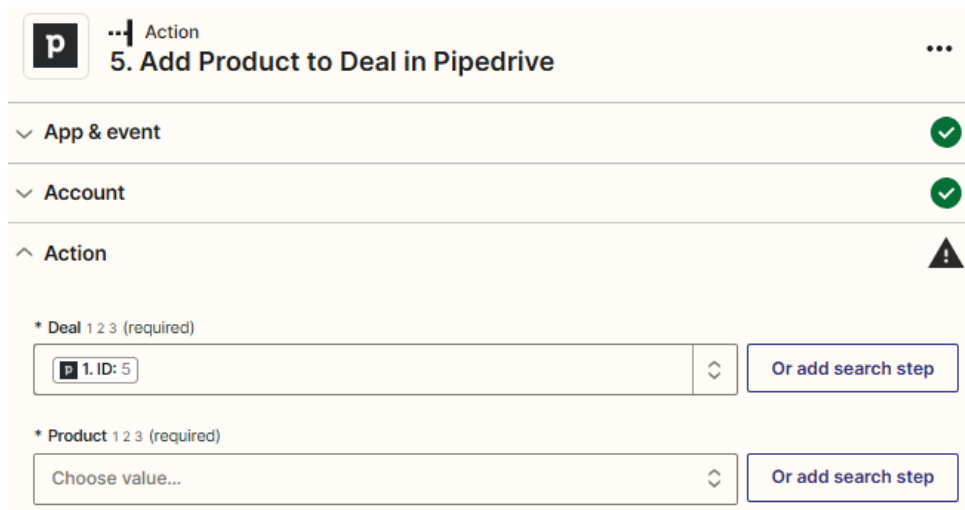 p Action
5. Add Product to Deal in Pipedrive
App & event
Account
Action
* Deal 1 2 3 (required)
p 1. ID: 5
Or add search step
* Product 1 2 3 (required)
Choose value...
Or add search step